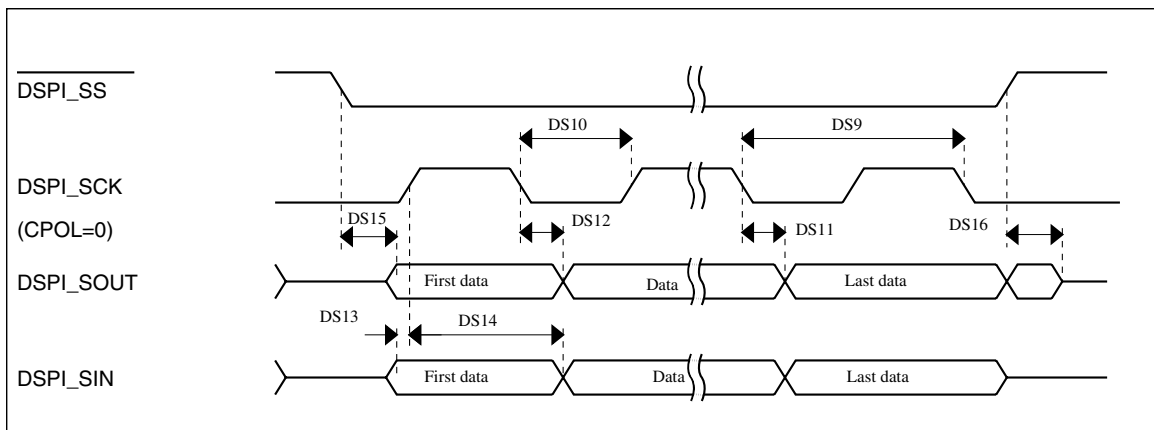 DSPI_SS
DS10
DS9
DSPI_SCK
(CPOL=0)
DS15
DS12
DS11
DS16
DSPI_SOUT
First data
Data
Last data
DS13
DS14
DSPI_SIN
First data
Data
Last data